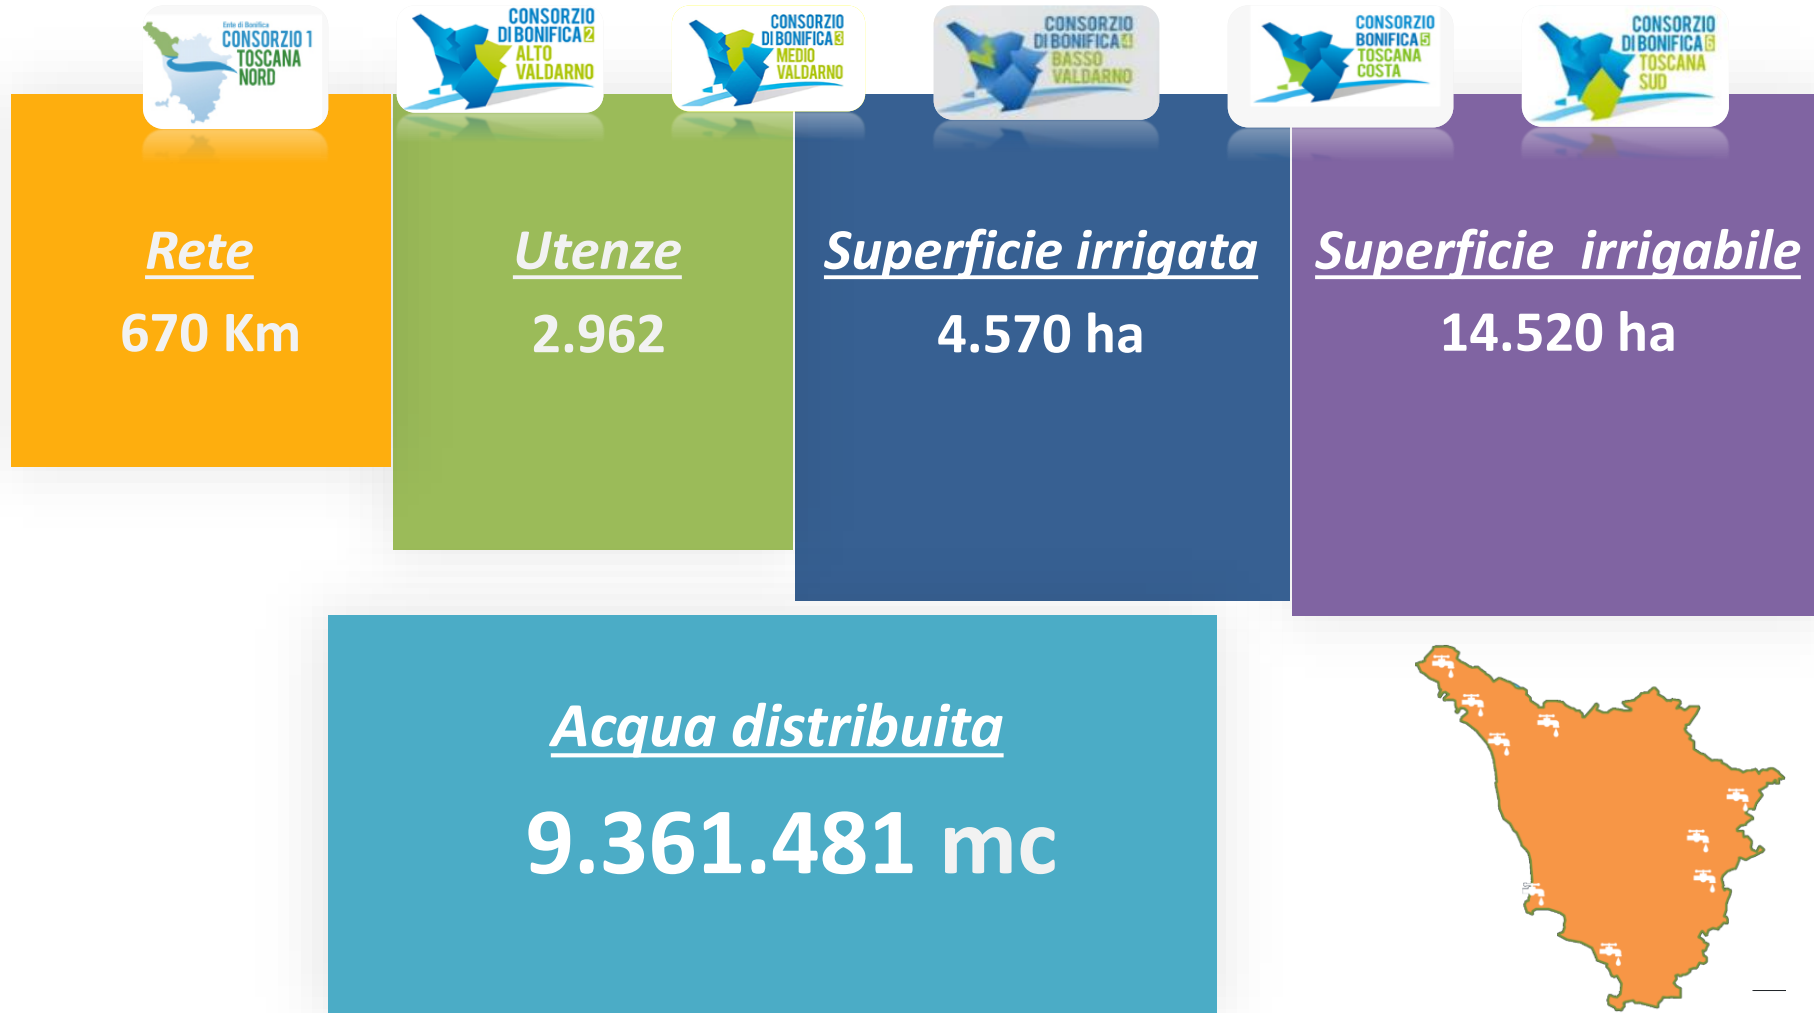 Ente di Bonifica
CONSORZIO 1
TOSCANA
NORD
CONSORZIO
DI BONIFICA 2
ALTO
VALDARNO
CONSORZIO
DI BONIFICA 3
MEDIO
VALDARNO
CONSORZIO
DI BONIFICA 4
BASSO
VALDARNO
CONSORZIO
BONIFICA 5
TOSCANA
COSTA
CONSORZIO
DI BONIFICA 6
TOSCANA
SUD
Rete
670 Km
Utenze
2.962
Superficie irrigata
4.570 ha
Superficie irrigabile
14.520 ha
Acqua distribuita
9.361.481 mc